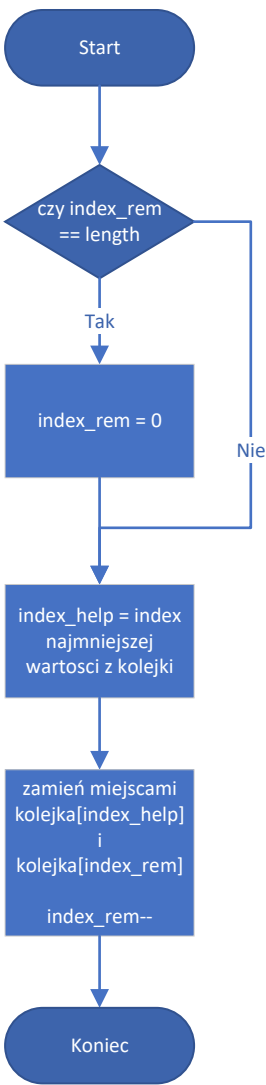 Start
czy index_rem
== length
Tak
index_rem = 0
Nie
index_help = index
najmniejszej
wartosci z kolejki
zamień miejscami
kolejka[index_help]
i
kolejka[index_rem]
index_rem--
Koniec